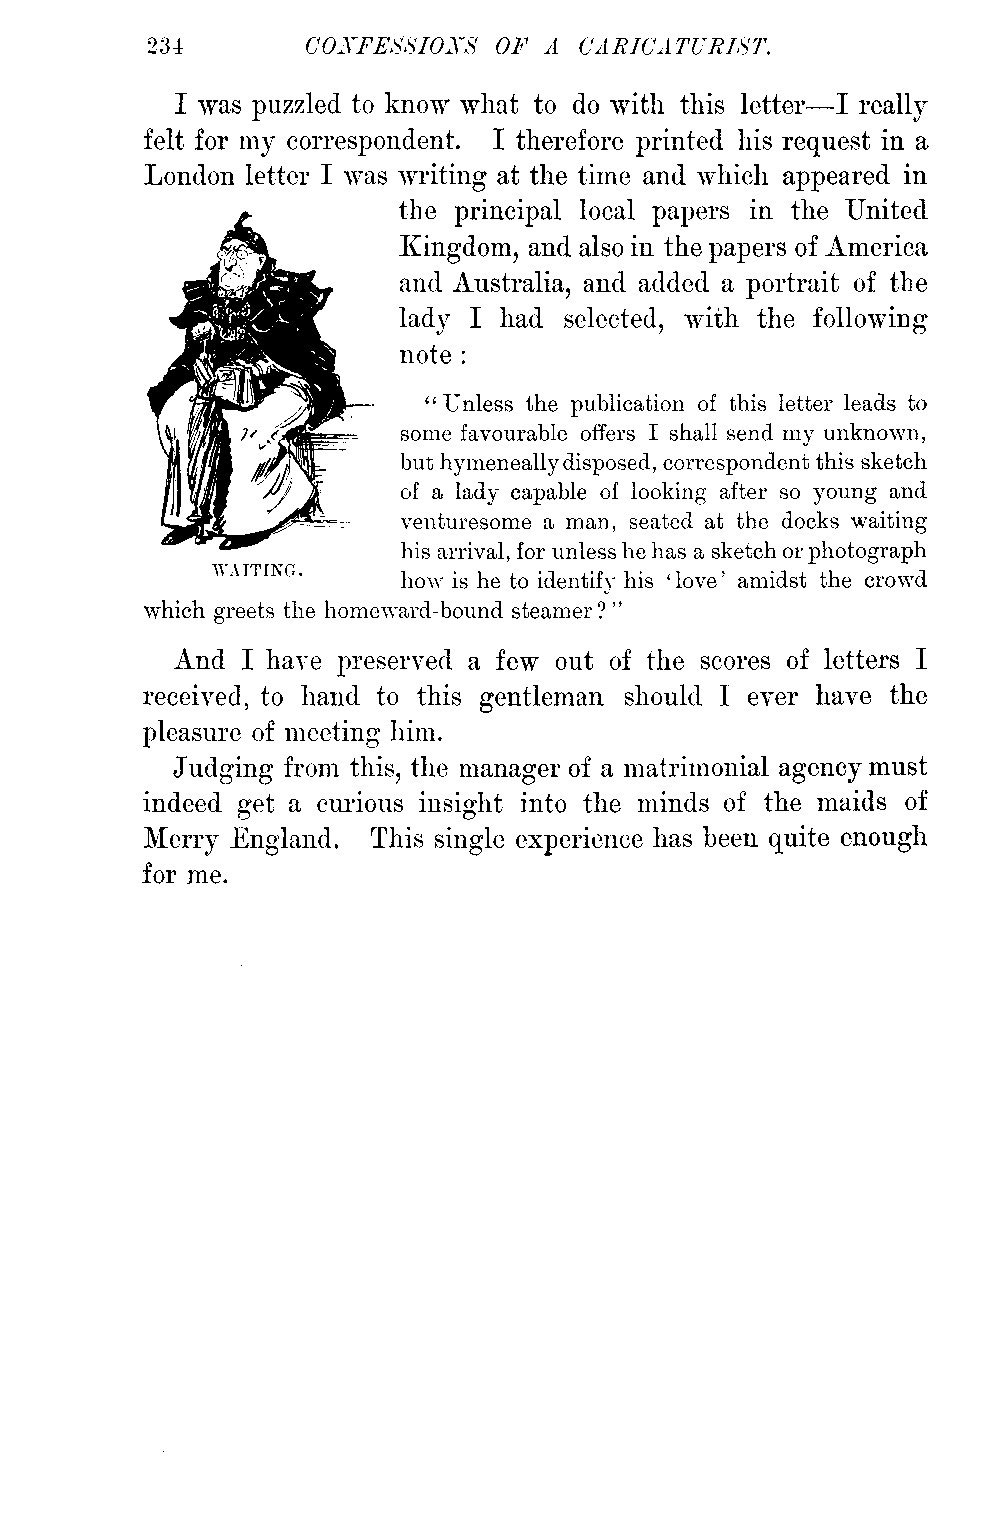 234 CONFESSIONS OF A CARICATURIST.
I was puzzled to know what to do with this letter—I really
felt for my correspondent. I therefore printed his request in a
London letter I was writing at the time and which appeared in
the principal local papers in the United
Kingdom, and also in the papers of America
and Australia, and added a portrait of the
lady I had selected, with the following
note :
“ Unless the publication of this letter leads to
some favourable offers I shall send my unknown,
but hymeneally disposed, correspondent this sketch
of a lady capable of looking after so young and
venturesome a man, seated at the docks waiting
his arrival, for unless he has a sketch or photograph
how is he to identify his ‘love’ amidst the crowd
which greets the homeward-bound steamer ? ”
WAITING.
And I have preserved a few out of the scores of letters I
received, to hand to this gentleman should I ever have the
pleasure of meeting him.
Judging from this, the manager of a matrimonial agency must
indeed get a curious insight into the minds of the maids of
Merry England. This single experience has been quite enough
for me.